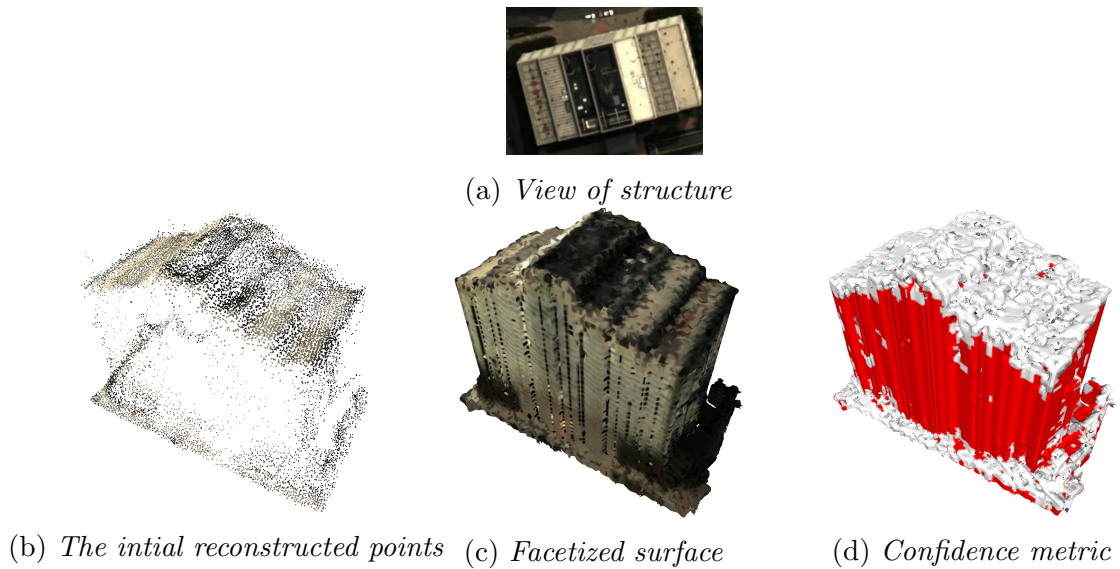 (a) View of structure
(b) The intial reconstructed points
(c) Facetized surface
(d) Confidence metric